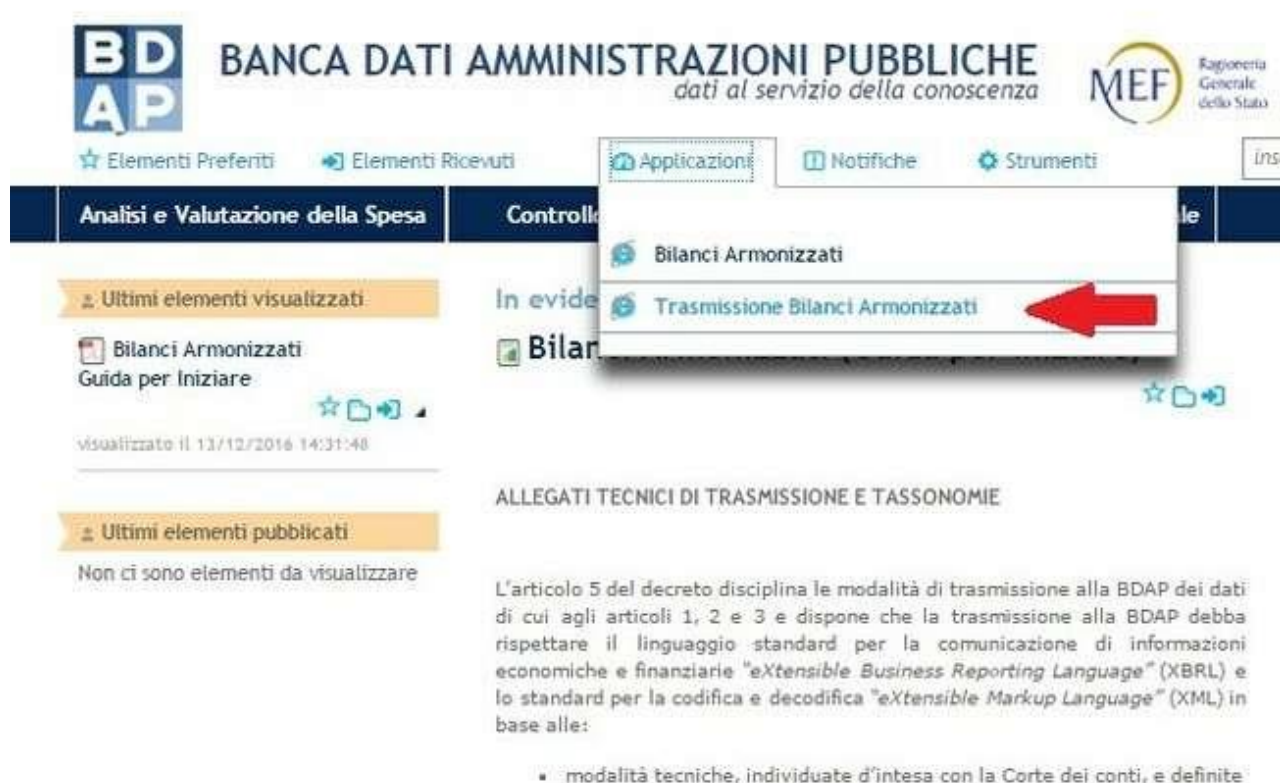 BD
AP
BANCA DATI AMMINISTRAZIONI PUBBLICHE
dati al servizio della conoscenza
MEF
Ragioneria
Generale
dello Stato
Elementi Preferiti
Elementi Ricevuti
Applicazioni
Notifiche
Strumenti
Analisi e Valutazione della Spesa
Bilanci Armonizzati
Trasmissione Bilanci Armonizzati
Ultimi elementi visualizzati
Bilanci Armonizzati
Guida per Iniziare
visualizzato il 13/12/2016 14:31:48
Ultimi elementi pubblicati
Non ci sono elementi da visualizzare
In evide
Bilan
ALLEGATI TECNICI DI TRASMISSIONE E TASSONOMIE
L'articolo 5 del decreto disciplina le modalità di trasmissione alla BDAP dei dati
di cui agli articoli 1, 2 e 3 e dispone che la trasmissione alla BDAP debba
rispettare il linguaggio standard per la comunicazione di informazioni
economiche e finanziarie "eXtensible Business Reporting Language" (XBRL) e
lo standard per la codifica e decodifica "eXtensible Markup Language" (XML) in
base alle:
• modalità tecniche, individuate d'intesa con la Corte dei conti, e definite